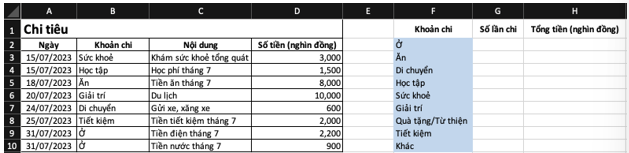 A B C D E F G H
1 Chi tiêu Khoản chi Số lần chi Tổng tiền (nghìn đồng)
2 Ngày Khoản chi Nội dung Số tiền (nghìn đồng) Ở
3 15/07/2023 Sức khoẻ Khám sức khoẻ tổng quát 3,000 Ăn
4 15/07/2023 Học tập Học phí tháng 7 1,500 Di chuyển
5 18/07/2023 Ăn Tiền ăn tháng 7 8,000 Học tập
6 20/07/2023 Giải trí Du lịch 10,000 Sức khoẻ
7 24/07/2023 Di chuyển Gửi xe, xăng xe 600 Giải trí
8 25/07/2023 Tiết kiệm Tiền tiết kiệm tháng 7 2,000 Quà tặng/Từ thiện
9 31/07/2023 Ở Tiền điện tháng 7 2,200 Tiết kiệm
10 31/07/2023 Ở Tiền nước tháng 7 900 Khác